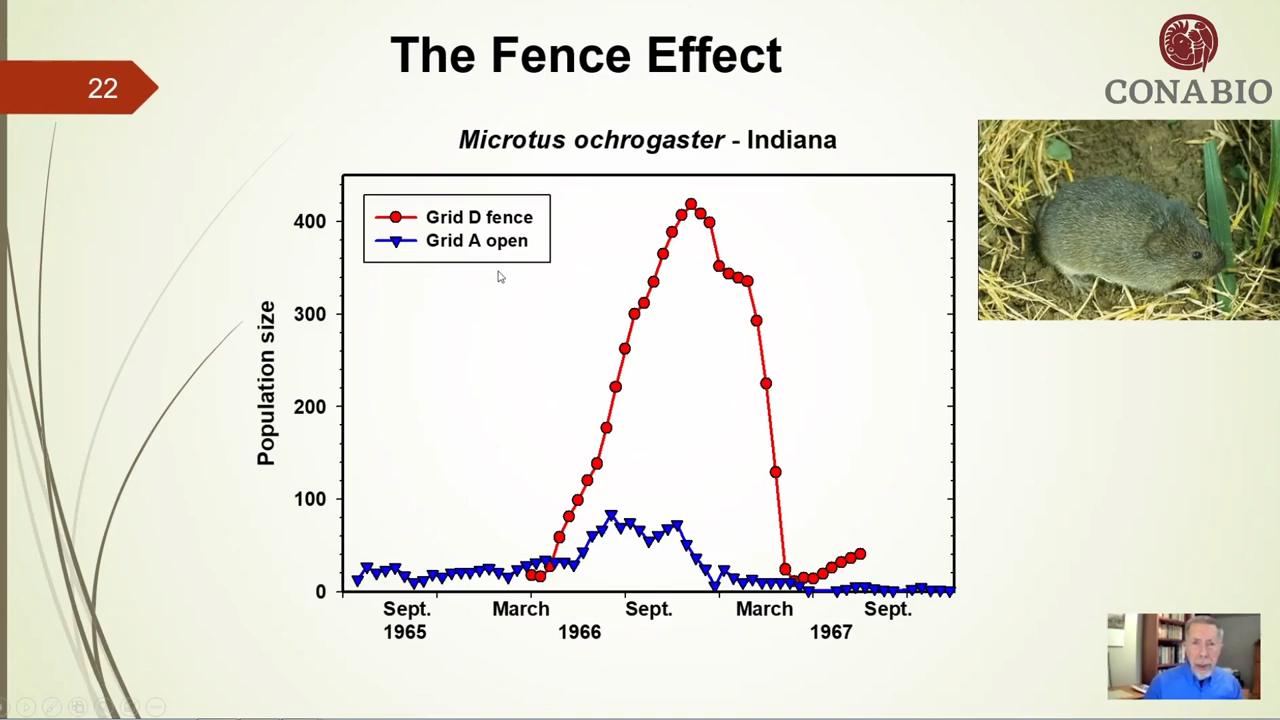 The Fence Effect
22
CONABIO
Microtus ochrogaster - Indiana
Grid D fence
Grid A open
Population size
400
300
200
100
0
Sept. March Sept. March Sept.
1965 1966 1967